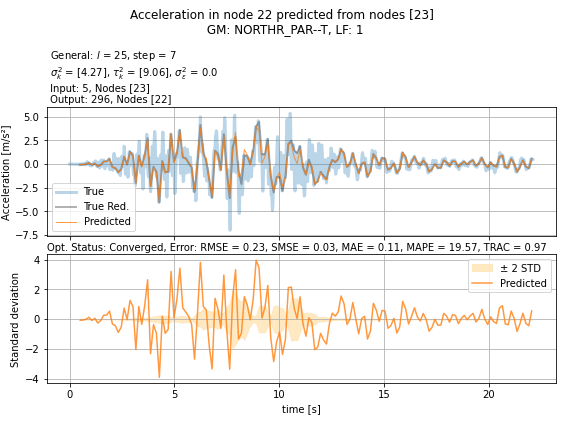 Acceleration in node 22 predicted from nodes [23]
GM: NORTHR_PAR--T, LF: 1
General: l = 25, step = 7
σ²ₖ = [4.27], τ²ₖ = [9.06], σ²ε = 0.0
Input: 5, Nodes [23]
Output: 296, Nodes [22]
Acceleration [m/s²]
5.0
2.5
0.0
−2.5
−5.0
−7.5
True
True Red.
Predicted
Opt. Status: Converged, Error: RMSE = 0.23, SMSE = 0.03, MAE = 0.11, MAPE = 19.57, TRAC = 0.97
Standard deviation
4
2
0
−2
−4
± 2 STD
Predicted
0
5
10
15
20
time [s]